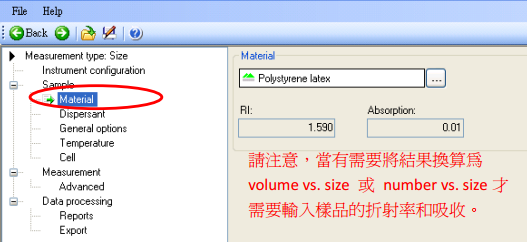 File Help
Back
Measurement type: Size
Instrument configuration
Sample
Material
Dispersant
General options
Temperature
Cell
Measurement
Advanced
Data processing
Reports
Export
Material
Polystyrene latex ...
RI: Absorption:
1.590 0.01
請注意，當有需要將結果換算為
volume vs. size 或 number vs. size 才
需要輸入樣品的折射率和吸收。